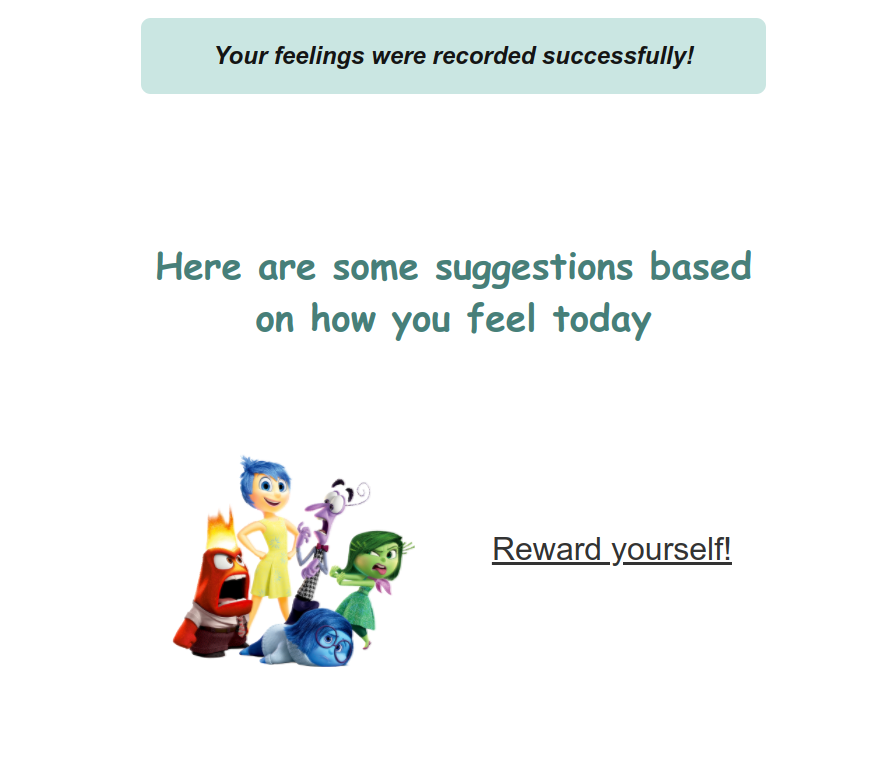 Your feelings were recorded successfully!
Here are some suggestions based
on how you feel today
Reward yourself!